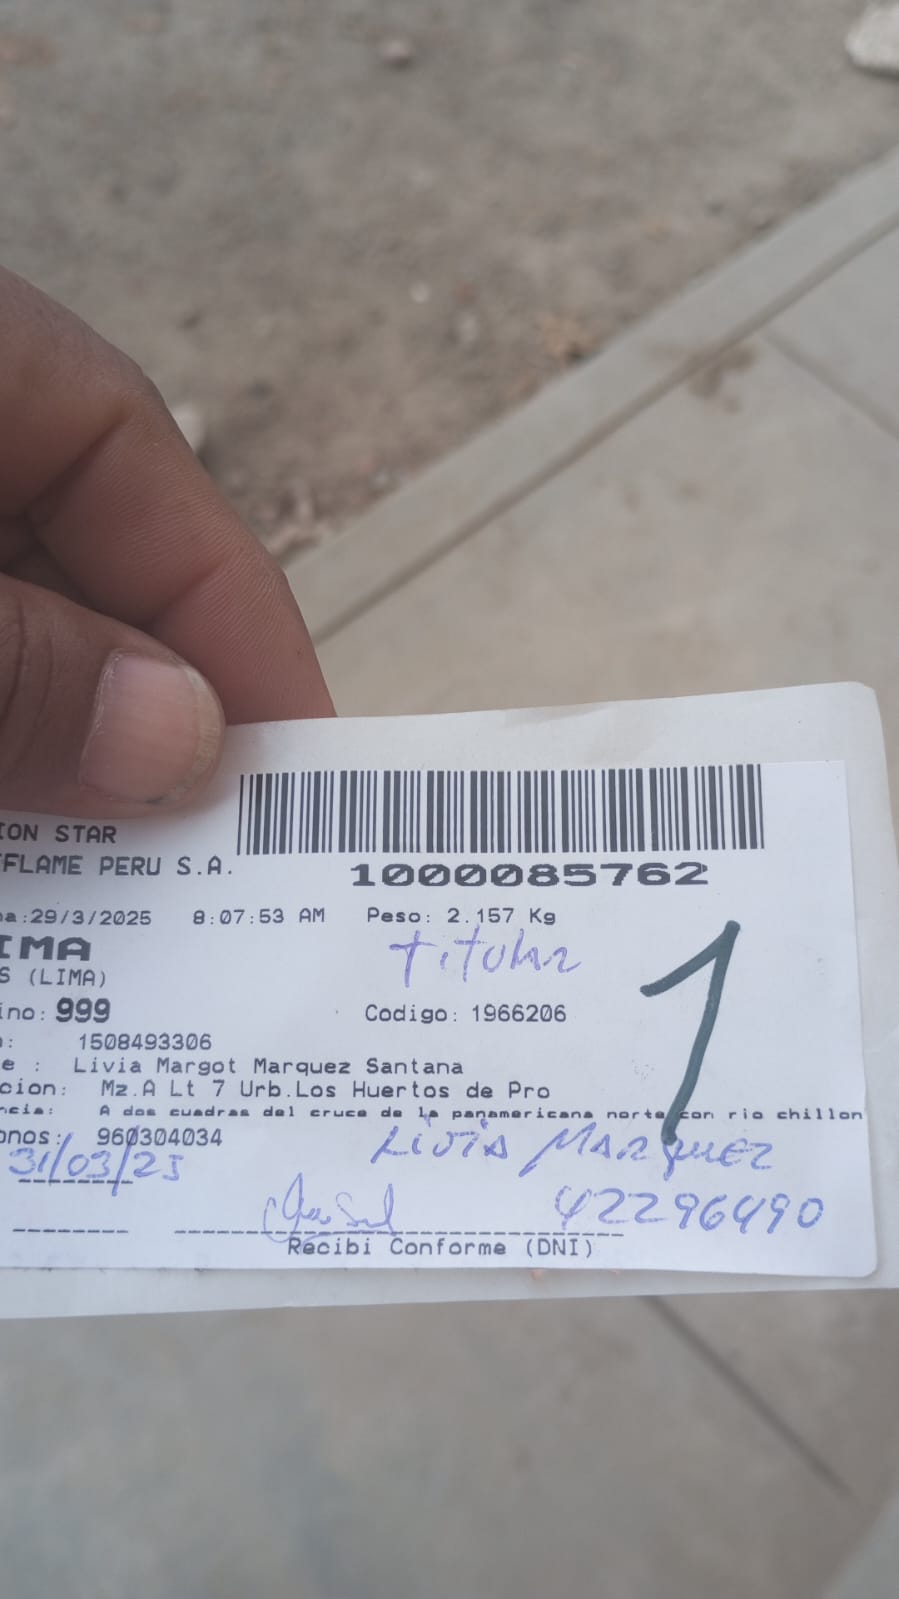 ION STAR
FLAME PERU S.A.
1000085762
a:29/3/2025 8:07:53 AM Peso: 2.157 Kg
IMA
Titular
S (LIMA)
ino: 999 Codigo: 1966206
: 1508493306
e : Livia Margot Marquez Santana
cion: Mz.A Lt 7 Urb.Los Huertos de Pro
ncia: A dos cuadras del cruce de la panamericana norte con rio chillon
onos: 960304034
1
31/03/25 Livia Marquez
42296490
Recibi Conforme (DNI)